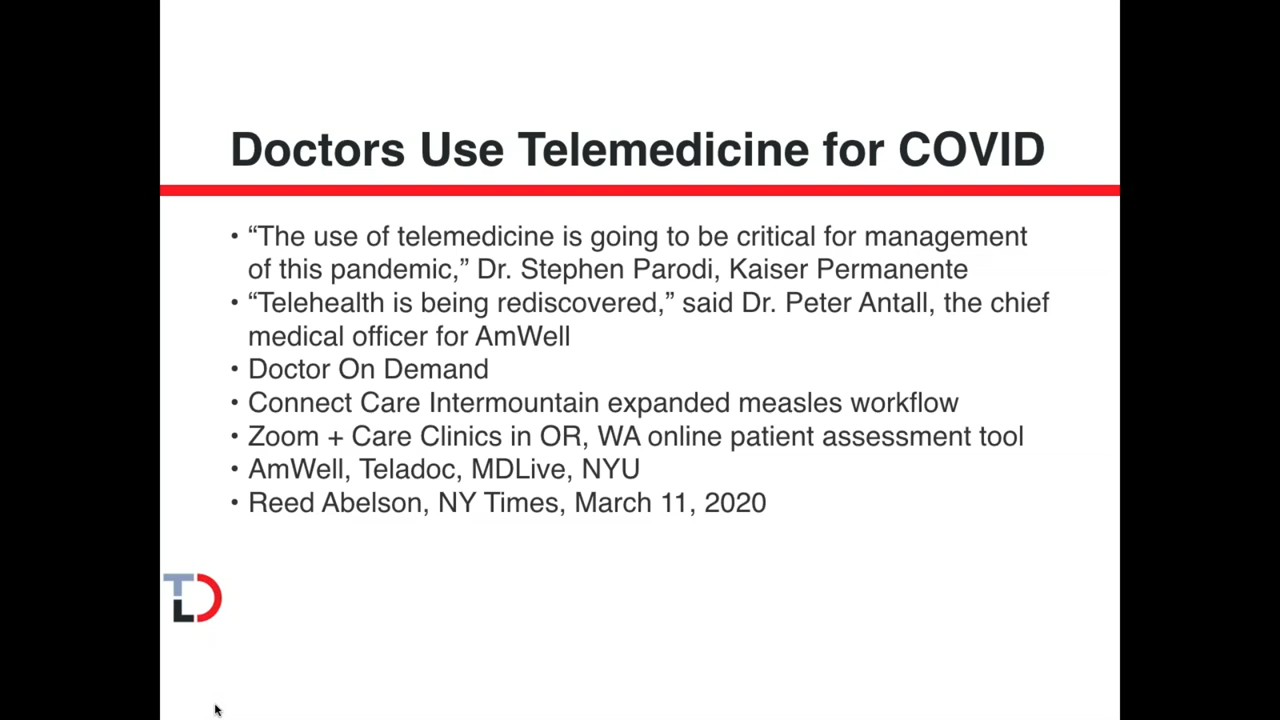 Doctors Use Telemedicine for COVID
• “The use of telemedicine is going to be critical for management
of this pandemic,” Dr. Stephen Parodi, Kaiser Permanente
• “Telehealth is being rediscovered,” said Dr. Peter Antall, the chief
medical officer for AmWell
• Doctor On Demand
• Connect Care Intermountain expanded measles workflow
• Zoom + Care Clinics in OR, WA online patient assessment tool
• AmWell, Teladoc, MDLive, NYU
• Reed Abelson, NY Times, March 11, 2020
TLD